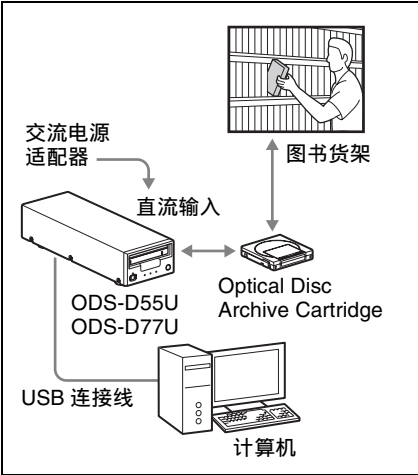 交流电源
适配器
图书货架
直流输入
ODS-D55U
ODS-D77U
Optical Disc
Archive Cartridge
USB 连接线
计算机